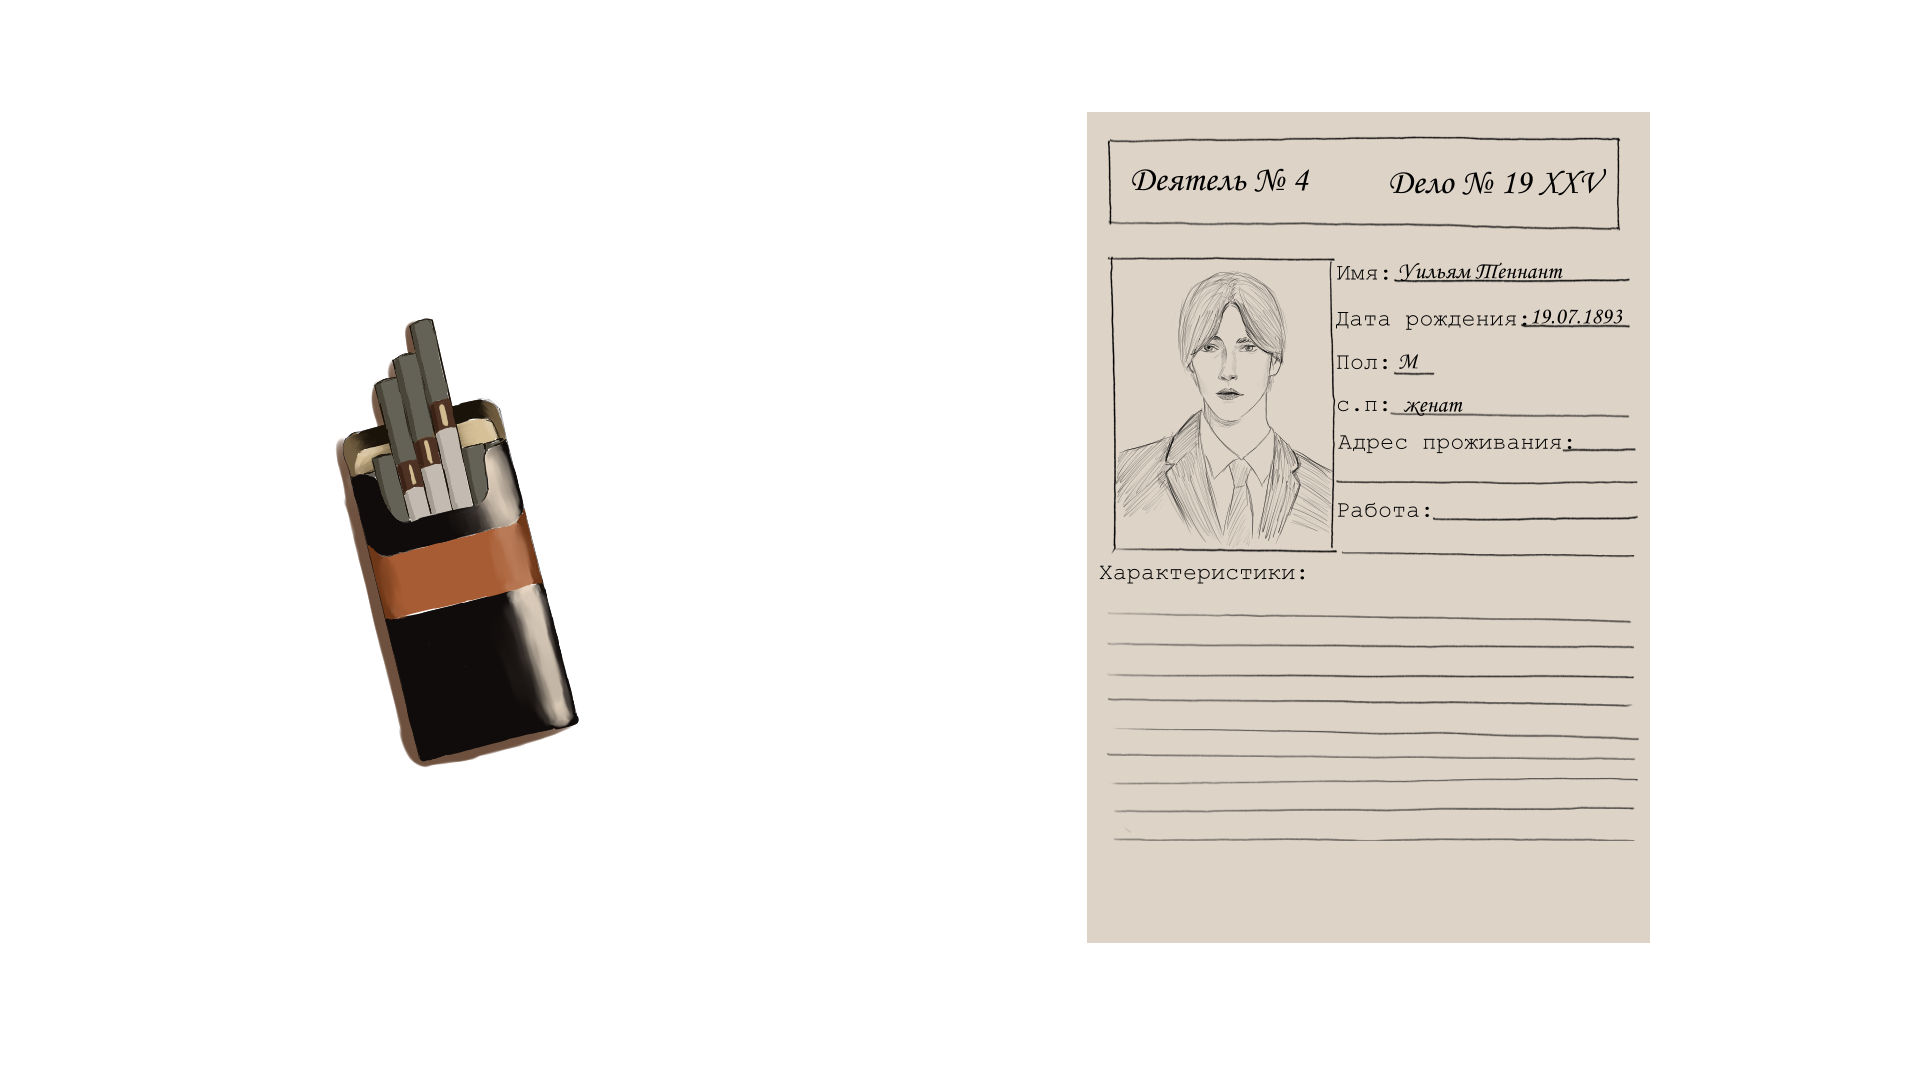 Деятель № 4 Дело № 19 XXV
Имя: Уильям Теннант
Дата рождения: 19.07.1893
Пол: М
с.п: женат
Адрес проживания:
Работа:
Характеристики: